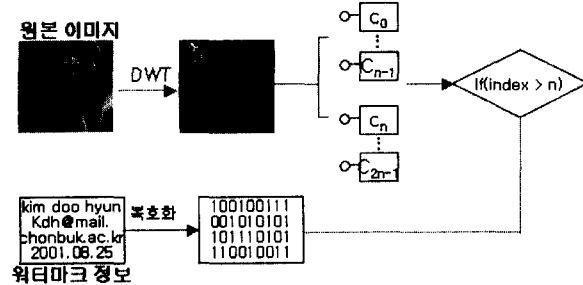 원본 이미지
DWT
C0
Cn-1
Cn
C2n-1
If(index > n)
kim doo hyun
Kdh@mail.
chonbuk.ac.kr
2001.08.25
복호화
100100111
001010101
101110101
110010011
워터마크 정보